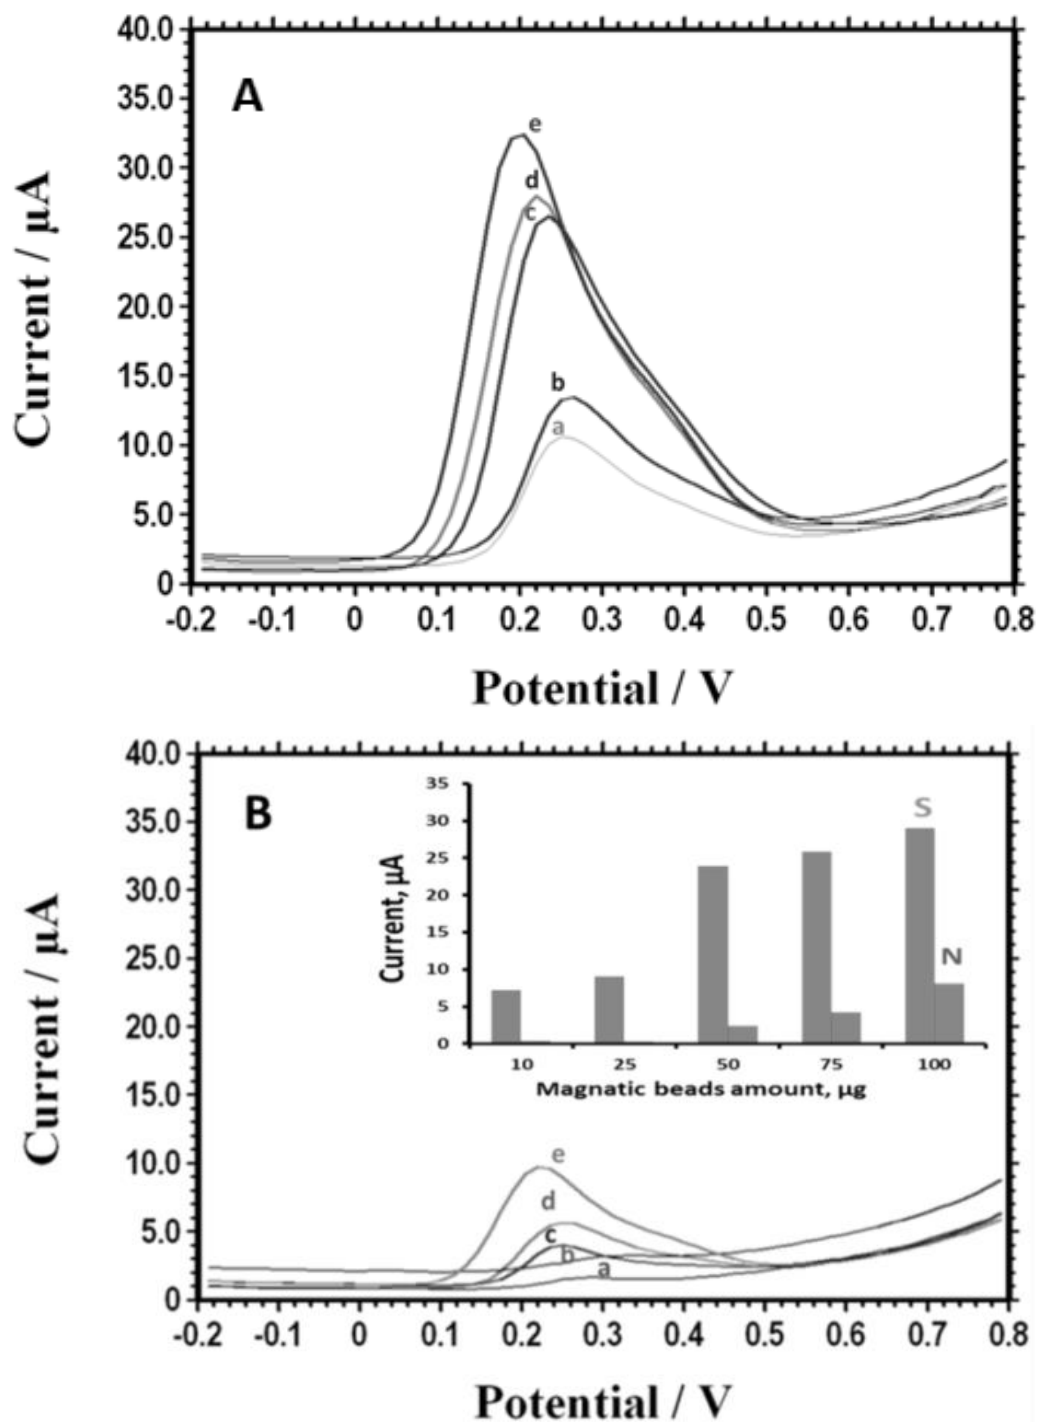 40.0
A
35.0
e
30.0
d
c
25.0
Current / µA
20.0
15.0
b
a
10.0
5.0
0
-0.2 -0.1 0 0.1 0.2 0.3 0.4 0.5 0.6 0.7 0.8
Potential / V
40.0
B
35.0
30.0
25.0
20.0
15.0
10.0
5.0
0
Current / µA
35
30
25
20
15
10
5
0
Current, µA
S
N
10 25 50 75 100
Magnatic beads amount, µg
e
d
c
b
a
-0.2 -0.1 0 0.1 0.2 0.3 0.4 0.5 0.6 0.7 0.8
Potential / V